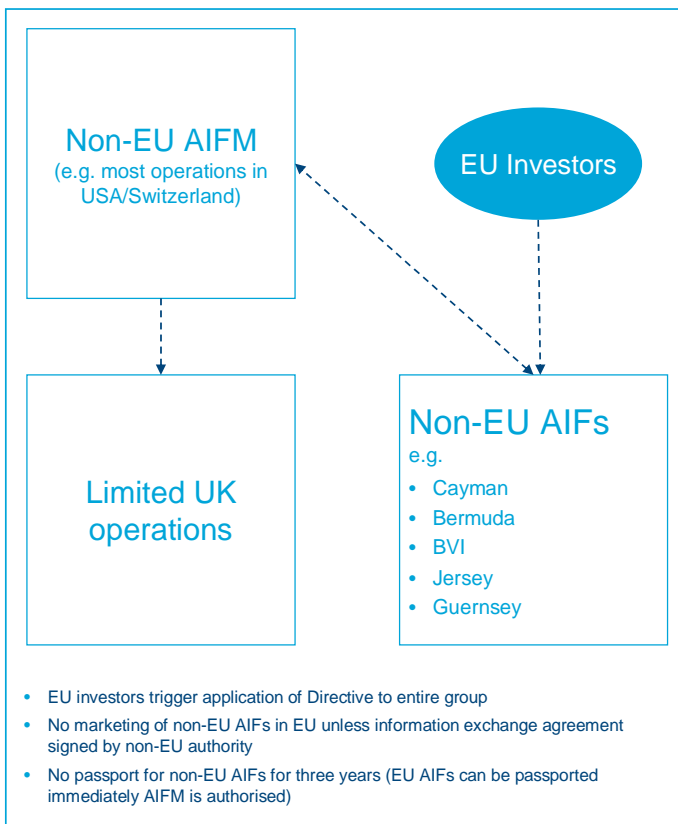 Non-EU AIFM
(e.g. most operations in
USA/Switzerland)
EU Investors
Limited UK
operations
Non-EU AIFs
e.g.
• Cayman
• Bermuda
• BVI
• Jersey
• Guernsey
• EU investors trigger application of Directive to entire group
• No marketing of non-EU AIFs in EU unless information exchange agreement
signed by non-EU authority
• No passport for non-EU AIFs for three years (EU AIFs can be passported
immediately AIFM is authorised)